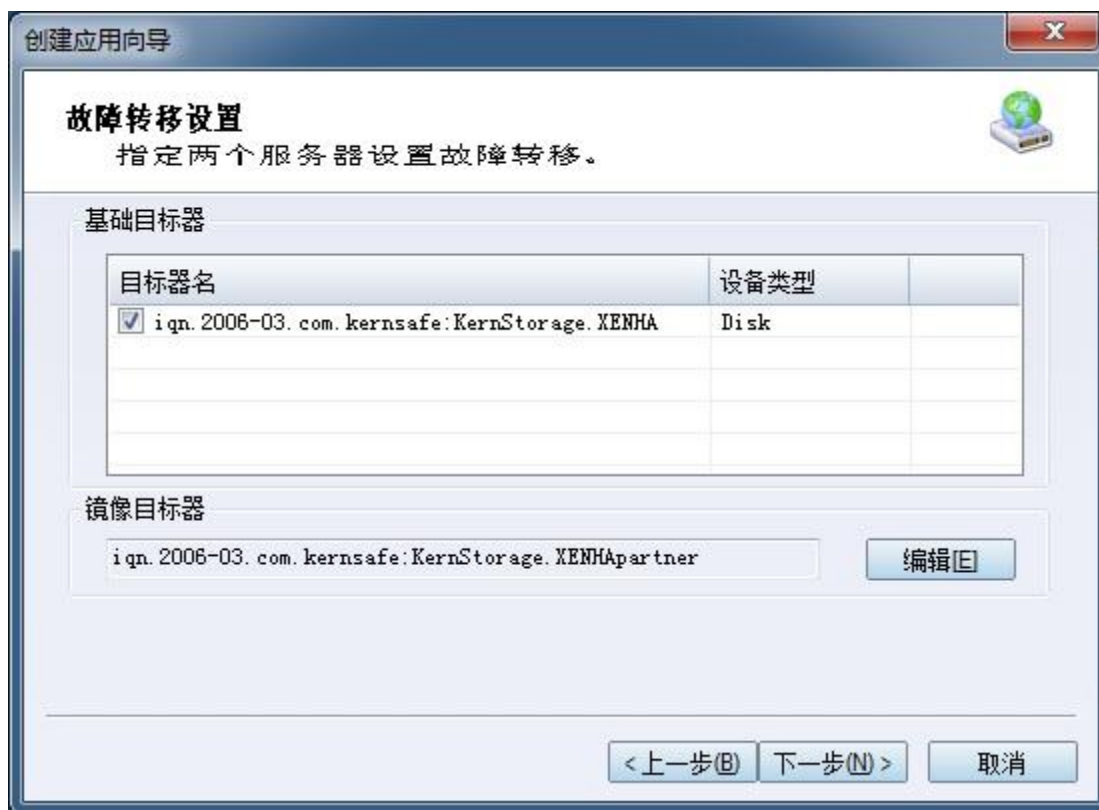 创建应用向导
故障转移设置
指定两个服务器设置故障转移。
基础目标器
目标器名 设备类型
iqn.2006-03.com.kernsafe:KernStorage.XENHA Disk
镜像目标器
iqn.2006-03.com.kernsafe:KernStorage.XENHApartner 编辑[E]
<上一步(B) 下一步(N)> 取消